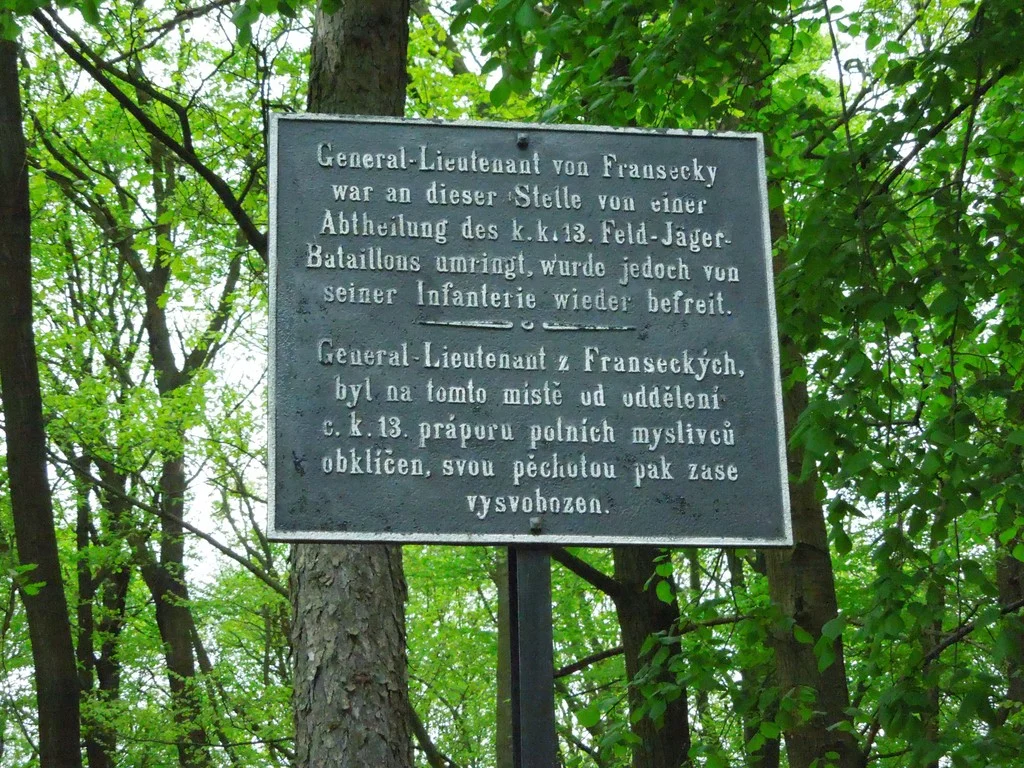 General-Lieutenant von Fransecky
war an dieser Stelle von einer
Abtheilung des k. k. 13. Feld-Jäger-
Bataillons umringt, wurde jedoch von
seiner Infanterie wieder befreit.
General-Lieutenant z Franseckých,
byl na tomto místě od oddělení
c. k. 13. práporu polních myslivců
obklíčen, svou pěchotou pak zase
vysvobozen.